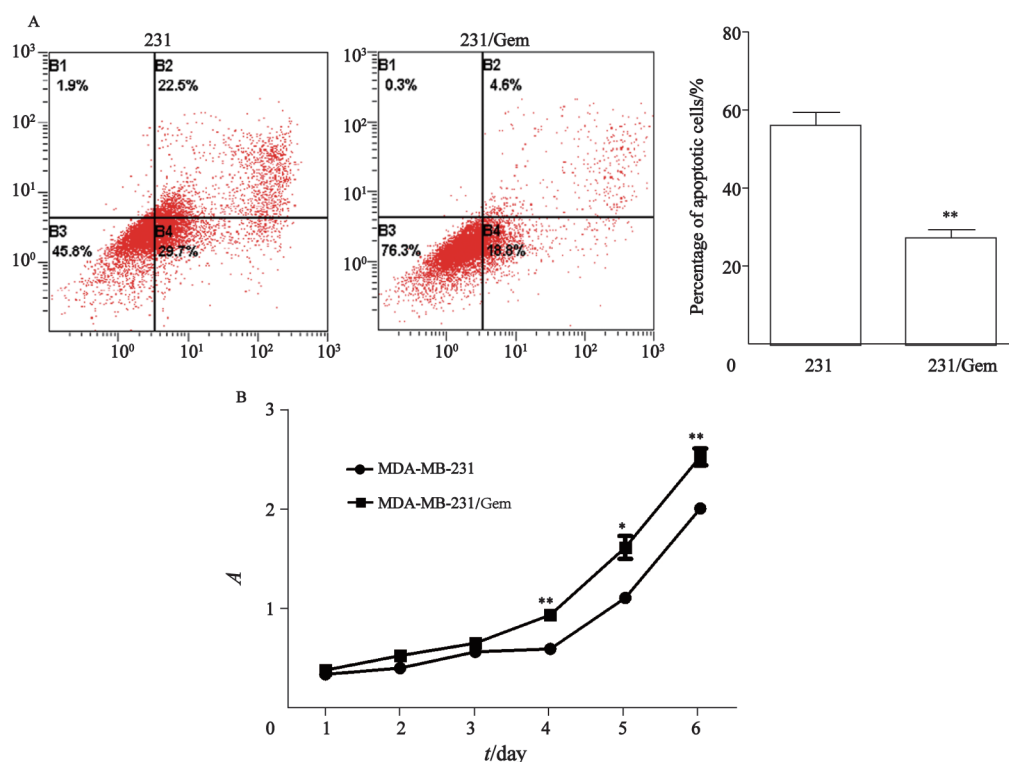 A
231
10³
10²
10¹
10⁰
B1
1.9%
B2
22.5%
B3
45.8%
B4
29.7%
10⁰
10¹
10²
10³
231/Gem
10³
10²
10¹
10⁰
B1
0.3%
B2
4.6%
B3
76.3%
B4
18.8%
10⁰
10¹
10²
10³
Percentage of apoptotic cells/%
80
60
40
20
0
**
231
231/Gem
B
A
3
2
1
0
MDA-MB-231
MDA-MB-231/Gem
**
*
**
1
2
3
4
5
6
t/day